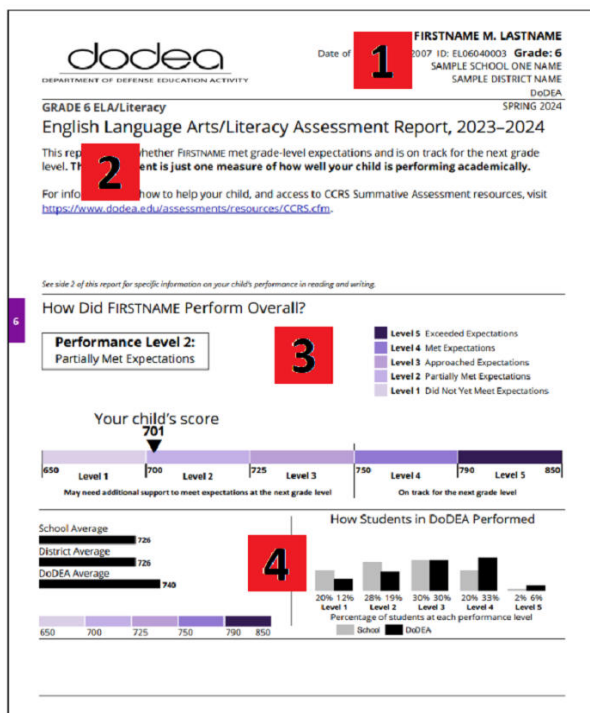 dodea
DEPARTMENT OF DEFENSE EDUCATION ACTIVITY
FIRSTNAME M. LASTNAME
Date of 2007 ID: EL06040003 Grade: 6
SAMPLE SCHOOL ONE NAME
SAMPLE DISTRICT NAME
DoDEA
SPRING 2024
1
GRADE 6 ELA/Literacy
English Language Arts/Literacy Assessment Report, 2023–2024
This FIRSTNAME met grade-level expectations and is on track for the next grade
level. is just one measure of how well your child is performing academically.
For how to help your child, and access to CCRS Summative Assessment resources, visit
https://www.dodea.edu/assessments/resources/CCRS.cfm.
2
See side 2 of this report for specific information on your child's performance in reading and writing.
6
How Did FIRSTNAME Perform Overall?
Performance Level 2:
Partially Met Expectations
3
Level 5 Exceeded Expectations
Level 4 Met Expectations
Level 3 Approached Expectations
Level 2 Partially Met Expectations
Level 1 Did Not Yet Meet Expectations
Your child's score
701
650 700 725 750 790 850
Level 1 Level 2 Level 3 Level 4 Level 5
May need additional support to meet expectations at the next grade level On track for the next grade level
School Average
726
District Average
726
DoDEA Average
740
650 700 725 750 790 850
4
How Students in DoDEA Performed
20% 12% 28% 19% 30% 30% 20% 33% 2% 6%
Level 1 Level 2 Level 3 Level 4 Level 5
Percentage of students at each performance level
School DoDEA